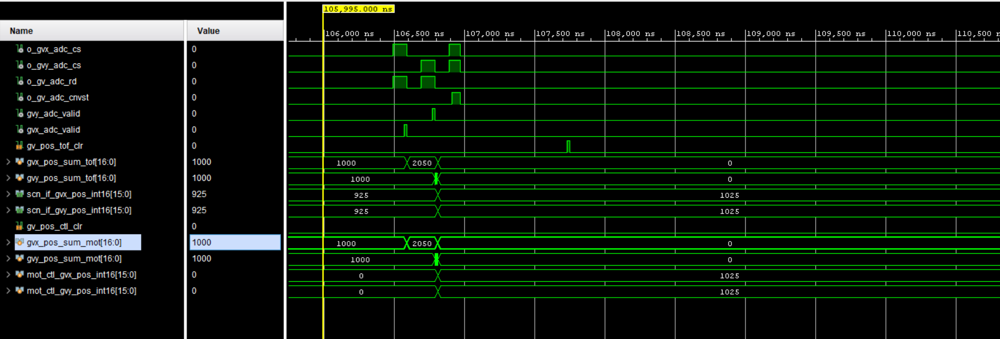 105,995.000 ns
Name Value
106,000 ns 106,500 ns 107,000 ns 107,500 ns 108,000 ns 108,500 ns 109,000 ns 109,500 ns 110,000 ns 110,500
o_gvx_adc_cs 0
o_gvy_adc_cs 0
o_gv_adc_rd 0
o_gv_adc_cnvst 0
gvy_adc_valid 0
gvx_adc_valid 0
gv_pos_tof_clr 0
gvx_pos_sum_tof[16:0] 1000 1000 2050 0
gvy_pos_sum_tof[16:0] 1000 1000 0
scn_if_gvx_pos_int16[15:0] 925 925 1025
scn_if_gvy_pos_int16[15:0] 925 925 1025
gv_pos_ctl_clr 0
gvx_pos_sum_mot[16:0] 1000 1000 2050 0
gvy_pos_sum_mot[16:0] 1000 1000 0
mot_ctl_gvx_pos_int16[15:0] 0 0 1025
mot_ctl_gvy_pos_int16[15:0] 0 0 1025